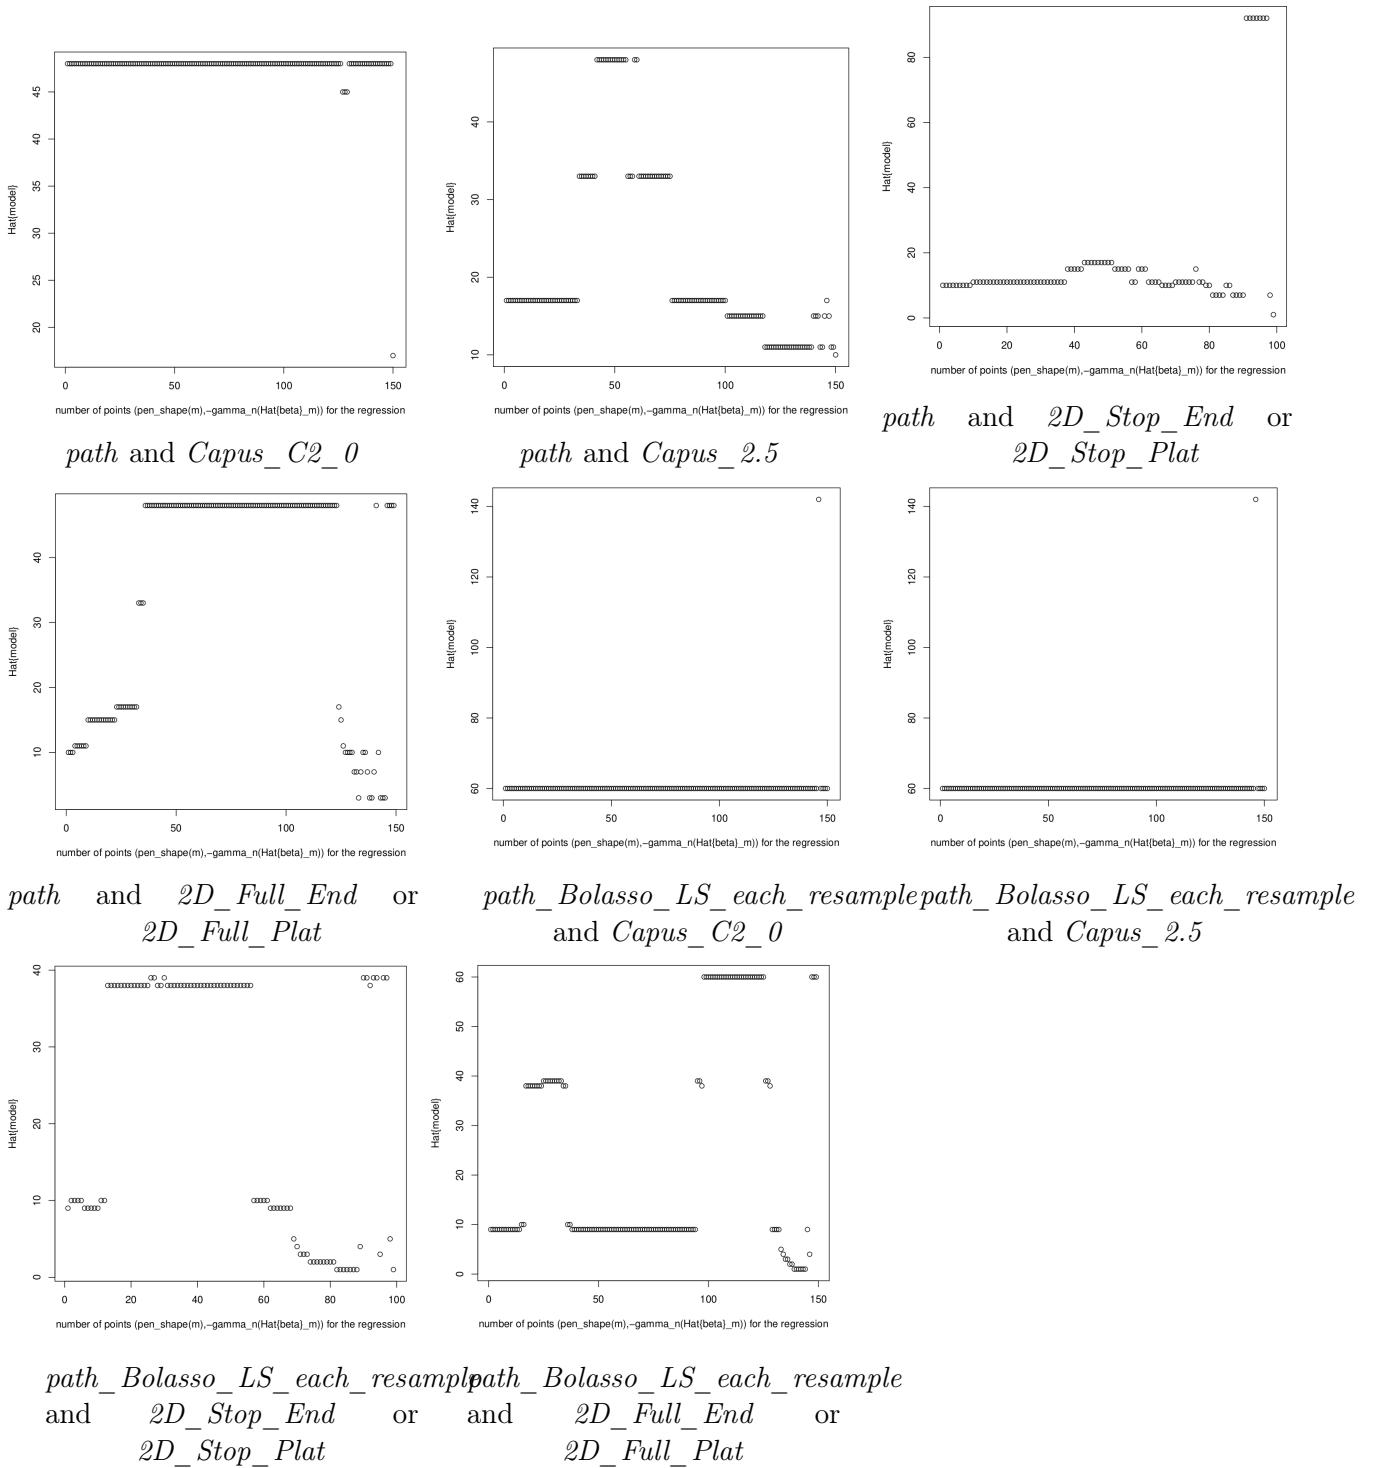 45
40
35
30
25
20
Hat{model}
0 50 100 150
number of points (pen_shape(m),−gamma_n(Hat{beta}_m)) for the regression
path and Capus_C2_0
40
30
20
10
Hat{model}
0 50 100 150
number of points (pen_shape(m),−gamma_n(Hat{beta}_m)) for the regression
path and Capus_2.5
80
60
40
20
0
Hat{model}
0 20 40 60 80 100
number of points (pen_shape(m),−gamma_n(Hat{beta}_m)) for the regression
path and 2D_Stop_End or
2D_Stop_Plat
40
30
20
10
Hat{model}
0 50 100 150
number of points (pen_shape(m),−gamma_n(Hat{beta}_m)) for the regression
path and 2D_Full_End or
2D_Full_Plat
140
120
100
80
60
Hat{model}
0 50 100 150
number of points (pen_shape(m),−gamma_n(Hat{beta}_m)) for the regression
path_Bolasso_LS_each_resample
and Capus_C2_0
140
120
100
80
60
Hat{model}
0 50 100 150
number of points (pen_shape(m),−gamma_n(Hat{beta}_m)) for the regression
path_Bolasso_LS_each_resample
and Capus_2.5
40
30
20
10
0
Hat{model}
0 20 40 60 80 100
number of points (pen_shape(m),−gamma_n(Hat{beta}_m)) for the regression
path_Bolasso_LS_each_resample
and 2D_Stop_End or
2D_Stop_Plat
60
50
40
30
20
10
0
Hat{model}
0 50 100 150
number of points (pen_shape(m),−gamma_n(Hat{beta}_m)) for the regression
path_Bolasso_LS_each_resample
and 2D_Full_End or
2D_Full_Plat